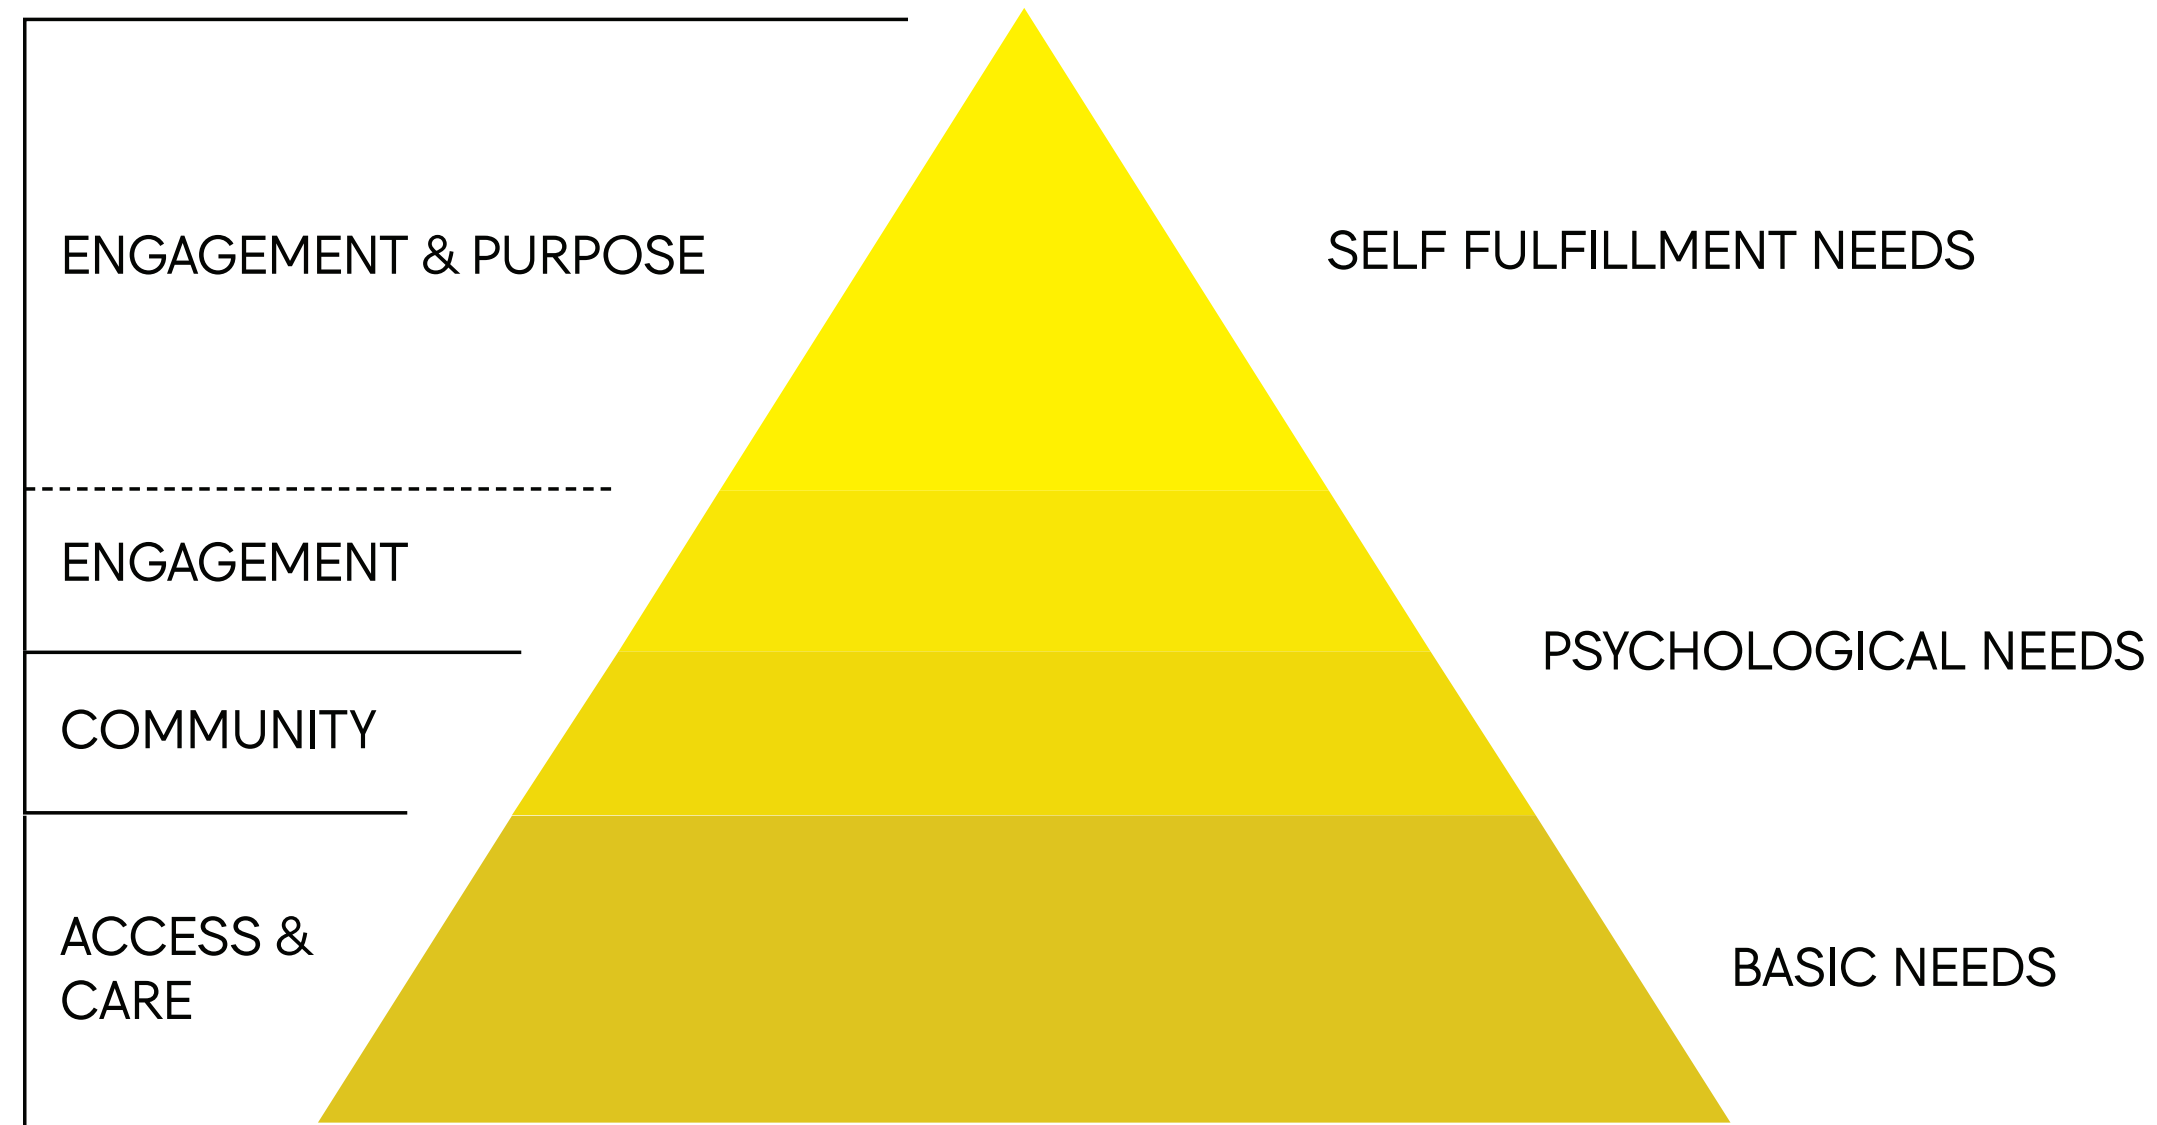 ENGAGEMENT & PURPOSE
SELF FULFILLMENT NEEDS
ENGAGEMENT
PSYCHOLOGICAL NEEDS
COMMUNITY
ACCESS &
CARE
BASIC NEEDS